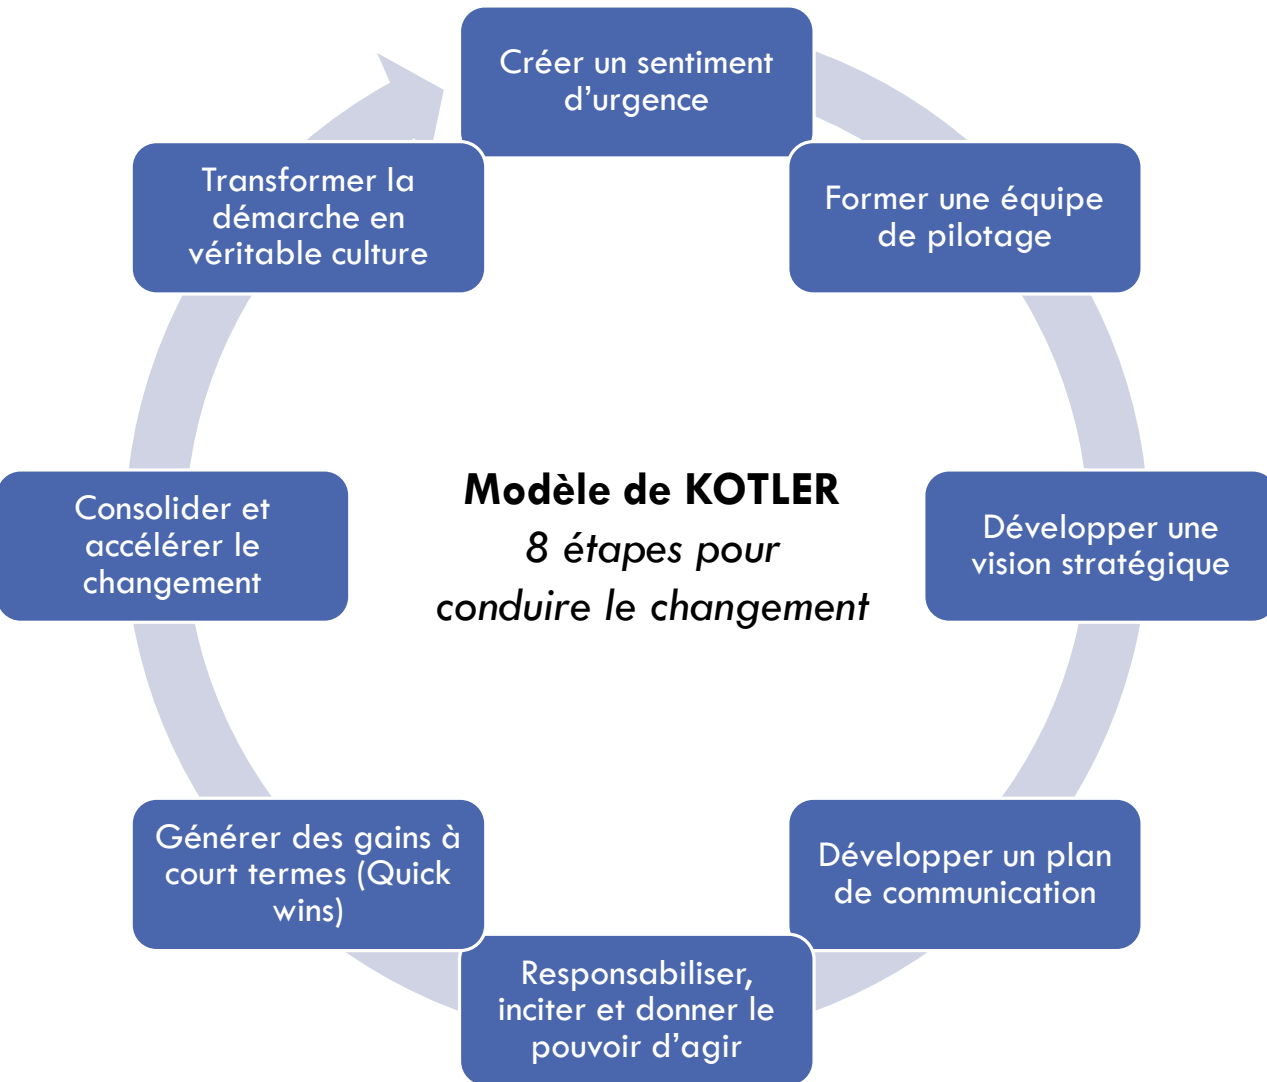 Créer un sentiment
d’urgence
Former une équipe
de pilotage
Développer une
vision stratégique
Développer un plan
de communication
Responsabiliser,
inciter et donner le
pouvoir d’agir
Générer des gains à
court termes (Quick
wins)
Consolider et
accélérer le
changement
Transformer la
démarche en
véritable culture
Modèle de KOTLER
8 étapes pour
conduire le changement